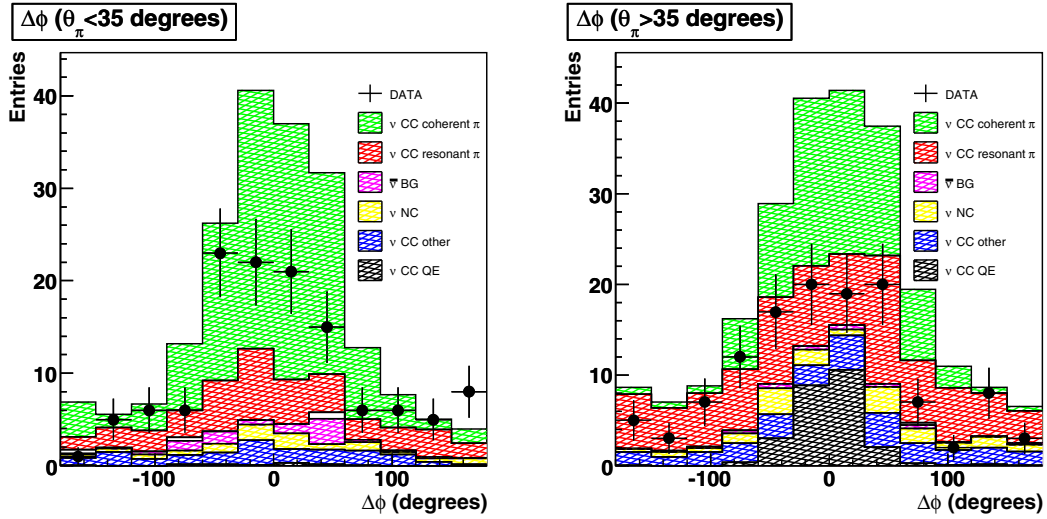 Δφ (θπ<35 degrees)
Entries
40
30
20
10
0
-100
0
100
Δφ (degrees)
DATA
ν CC coherent π
ν CC resonant π
ν̅ BG
ν NC
ν CC other
ν CC QE
Δφ (θπ>35 degrees)
Entries
40
30
20
10
0
-100
0
100
Δφ (degrees)
DATA
ν CC coherent π
ν CC resonant π
ν̅ BG
ν NC
ν CC other
ν CC QE